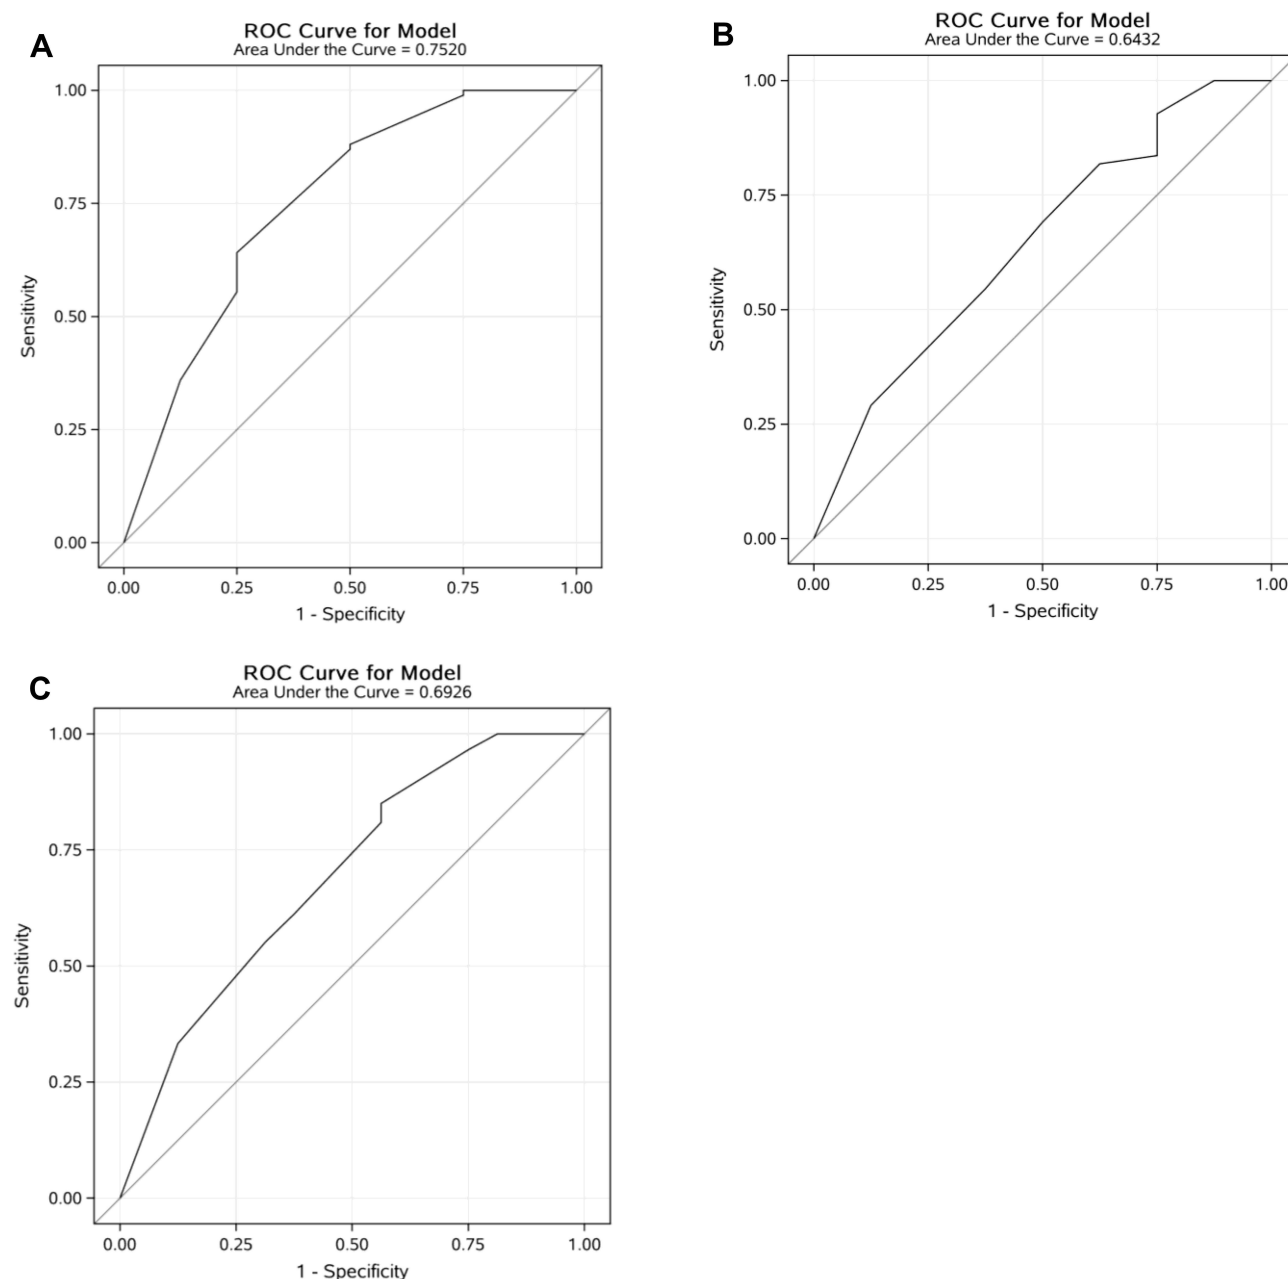 A
ROC Curve for Model
Area Under the Curve = 0.7520
1.00
0.75
0.50
0.25
0.00
Sensitivity
0.00 0.25 0.50 0.75 1.00
1 - Specificity
B
ROC Curve for Model
Area Under the Curve = 0.6432
1.00
0.75
0.50
0.25
0.00
Sensitivity
0.00 0.25 0.50 0.75 1.00
1 - Specificity
C
ROC Curve for Model
Area Under the Curve = 0.6926
1.00
0.75
0.50
0.25
0.00
Sensitivity
0.00 0.25 0.50 0.75 1.00
1 - Specificity